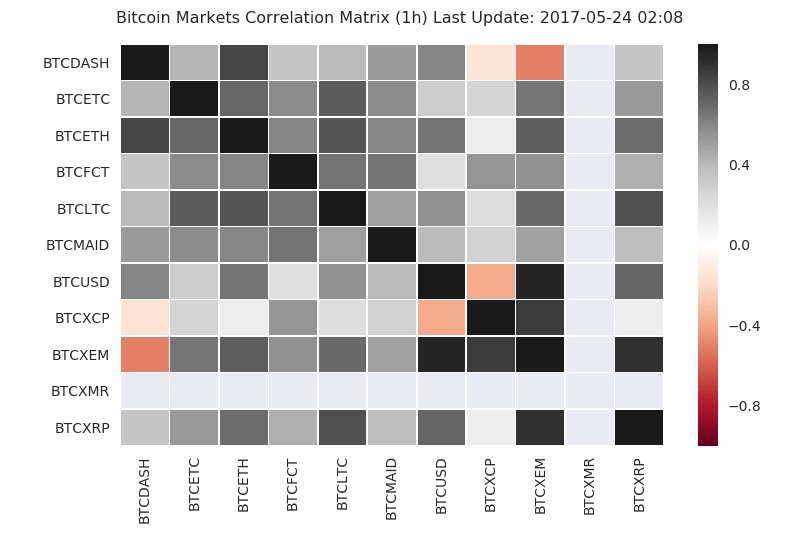 Bitcoin Markets Correlation Matrix (1h) Last Update: 2017-05-24 02:08
BTCDASH
BTCETC
BTCETH
BTCFCT
BTCLTC
BTCMAID
BTCUSD
BTCXCP
BTCXEM
BTCXMR
BTCXRP
BTCDASH
BTCETC
BTCETH
BTCFCT
BTCLTC
BTCMAID
BTCUSD
BTCXCP
BTCXEM
BTCXMR
BTCXRP
0.8
0.4
0.0
−0.4
−0.8